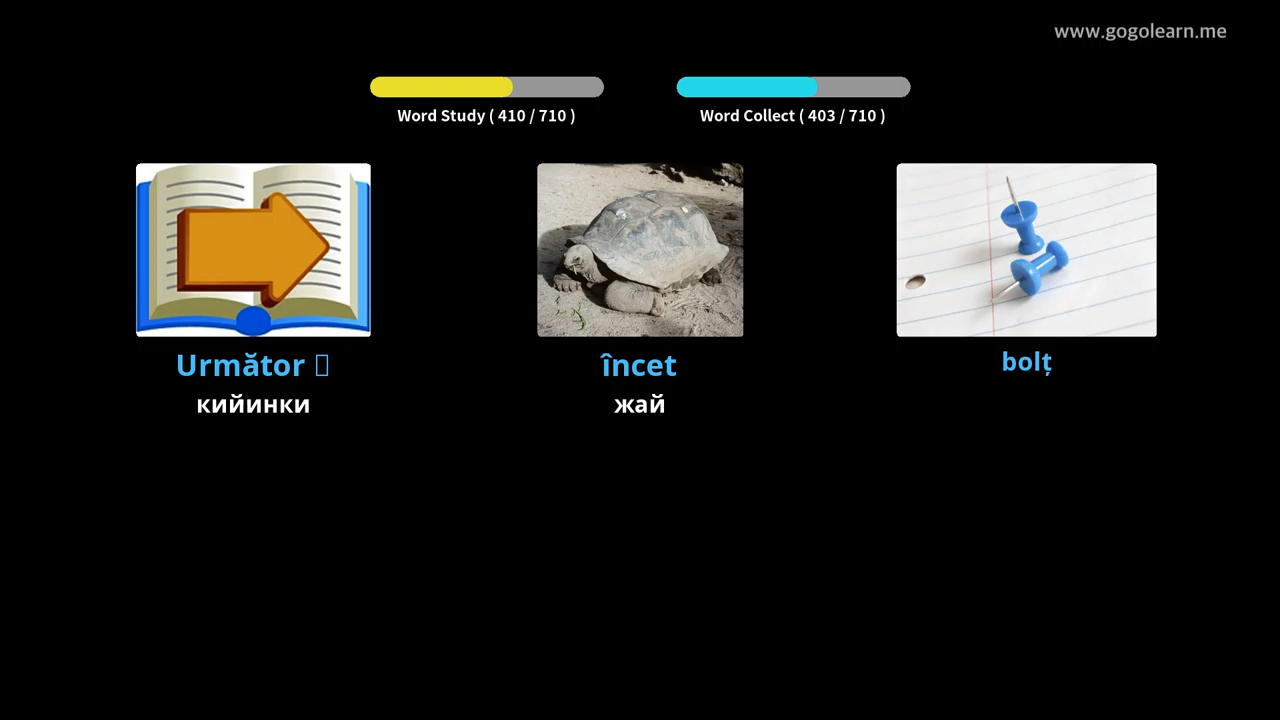 www.gogolearn.me
Word Study ( 410 / 710 )
Word Collect ( 403 / 710 )
Următor
încet
bolț
кийинки
жай